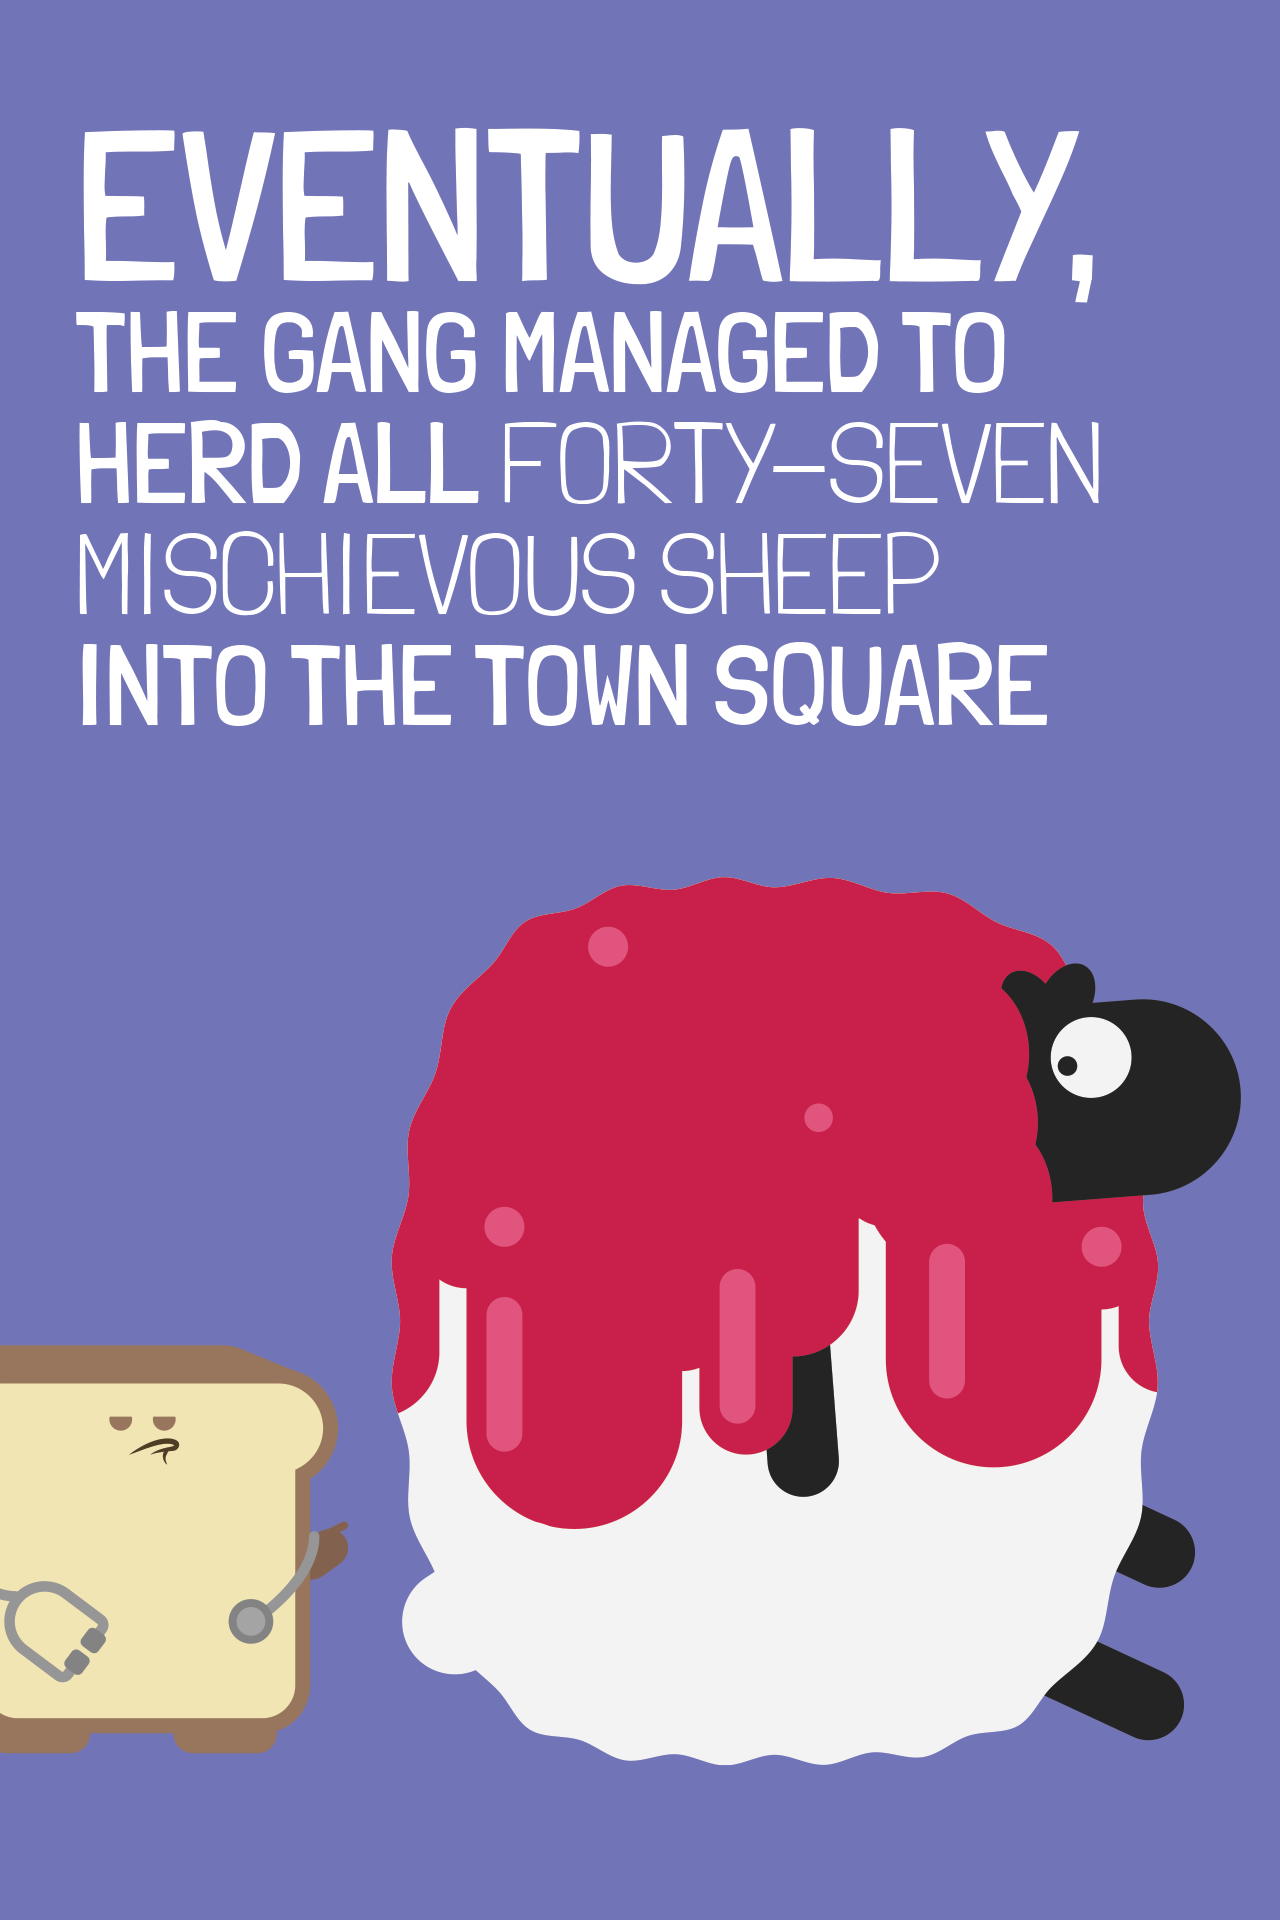 EVENTUALLY,
THE GANG MANAGED TO
HERD ALL FORTY-SEVEN
MISCHIEVOUS SHEEP
INTO THE TOWN SQUARE